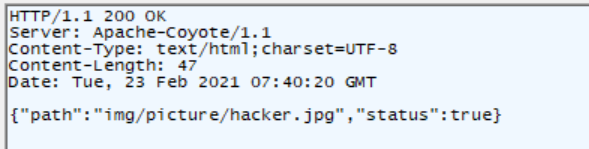 HTTP/1.1 200 OK
Server: Apache-Coyote/1.1
Content-Type: text/html;charset=UTF-8
Content-Length: 47
Date: Tue, 23 Feb 2021 07:40:20 GMT
{"path":"img/picture/hacker.jpg","status":true}